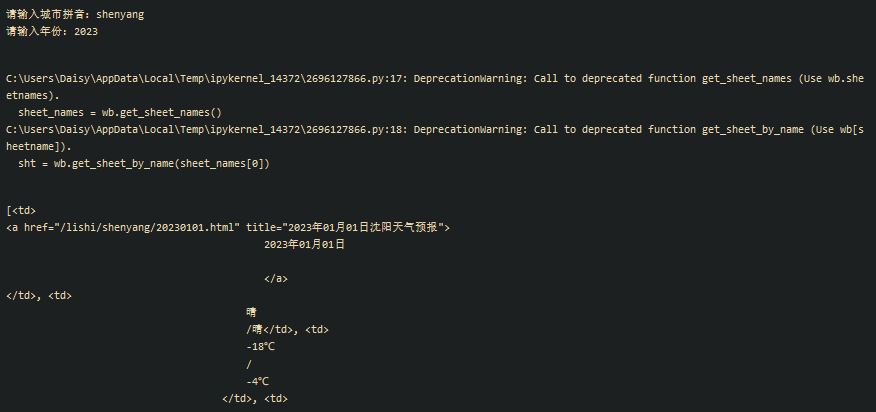 请输入城市拼音：shenyang
请输入年份：2023
C:\Users\Daisy\AppData\Local\Temp\ipykernel_14372\2696127866.py:17: DeprecationWarning: Call to deprecated function get_sheet_names (Use wb.she
etnames).
  sheet_names = wb.get_sheet_names()
C:\Users\Daisy\AppData\Local\Temp\ipykernel_14372\2696127866.py:18: DeprecationWarning: Call to deprecated function get_sheet_by_name (Use wb[s
heetname]).
  sht = wb.get_sheet_by_name(sheet_names[0])
[<td>
<a href="/lishi/shenyang/20230101.html" title="2023年01月01日沈阳天气预报">
2023年01月01日
</a>
</td>, <td>
晴
/晴</td>, <td>
-18℃
/
-4℃
</td>, <td>